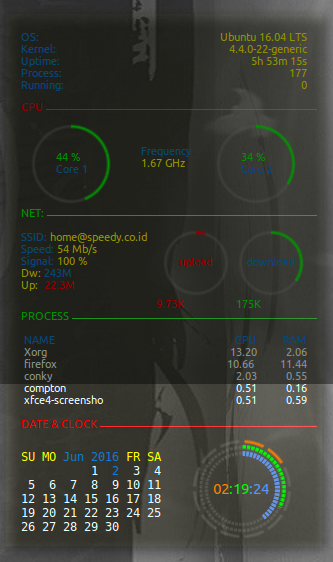 OS: Ubuntu 16.04 LTS
Kernel: 4.4.0-22-generic
Uptime: 5h 53m 15s
Process: 177
Running: 0
CPU
44 % Frequency 34 %
Core 1 1.67 GHz
NET:
SSID: home@speedy.co.id
Speed: 54 Mb/s
Signal: 100 % upload download
Dw: 243M
Up: 22.3M
9.73K 175K
PROCESS
NAME CPU RAM
Xorg 13.20 2.06
firefox 10.66 11.44
conky 2.03 0.55
compton 0.51 0.16
xfce4-screensho 0.51 0.59
DATE & CLOCK
SU MO Jun 2016 FR SA
1 2 3 4
5 6 7 8 9 10 11
12 13 14 15 16 17 18
19 20 21 22 23 24 25
26 27 28 29 30
02:19:24